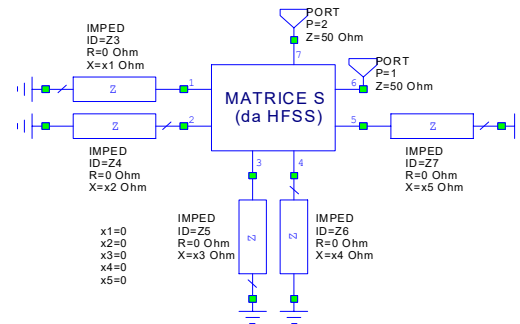 IMPED
ID=Z3
R=0 Ohm
X=x1 Ohm
PORT
P=2
Z=50 Ohm
PORT
P=1
Z=50 Ohm
Z
1
7
6
MATRICE S
(da HFSS)
IMPED
ID=Z4
R=0 Ohm
X=x2 Ohm
Z
2
5
Z
IMPED
ID=Z7
R=0 Ohm
X=x5 Ohm
3
4
IMPED
ID=Z5
R=0 Ohm
X=x3 Ohm
Z
Z
IMPED
ID=Z6
R=0 Ohm
X=x4 Ohm
x1=0
x2=0
x3=0
x4=0
x5=0